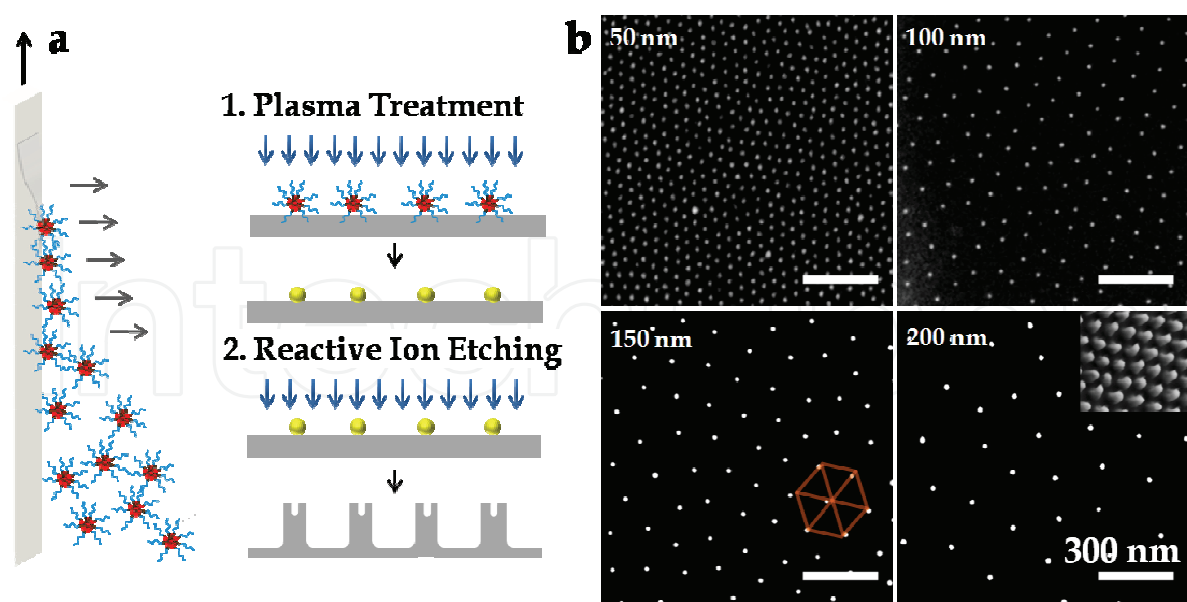 a
1. Plasma Treatment
2. Reactive Ion Etching
b
50 nm
100 nm
150 nm
200 nm
300 nm